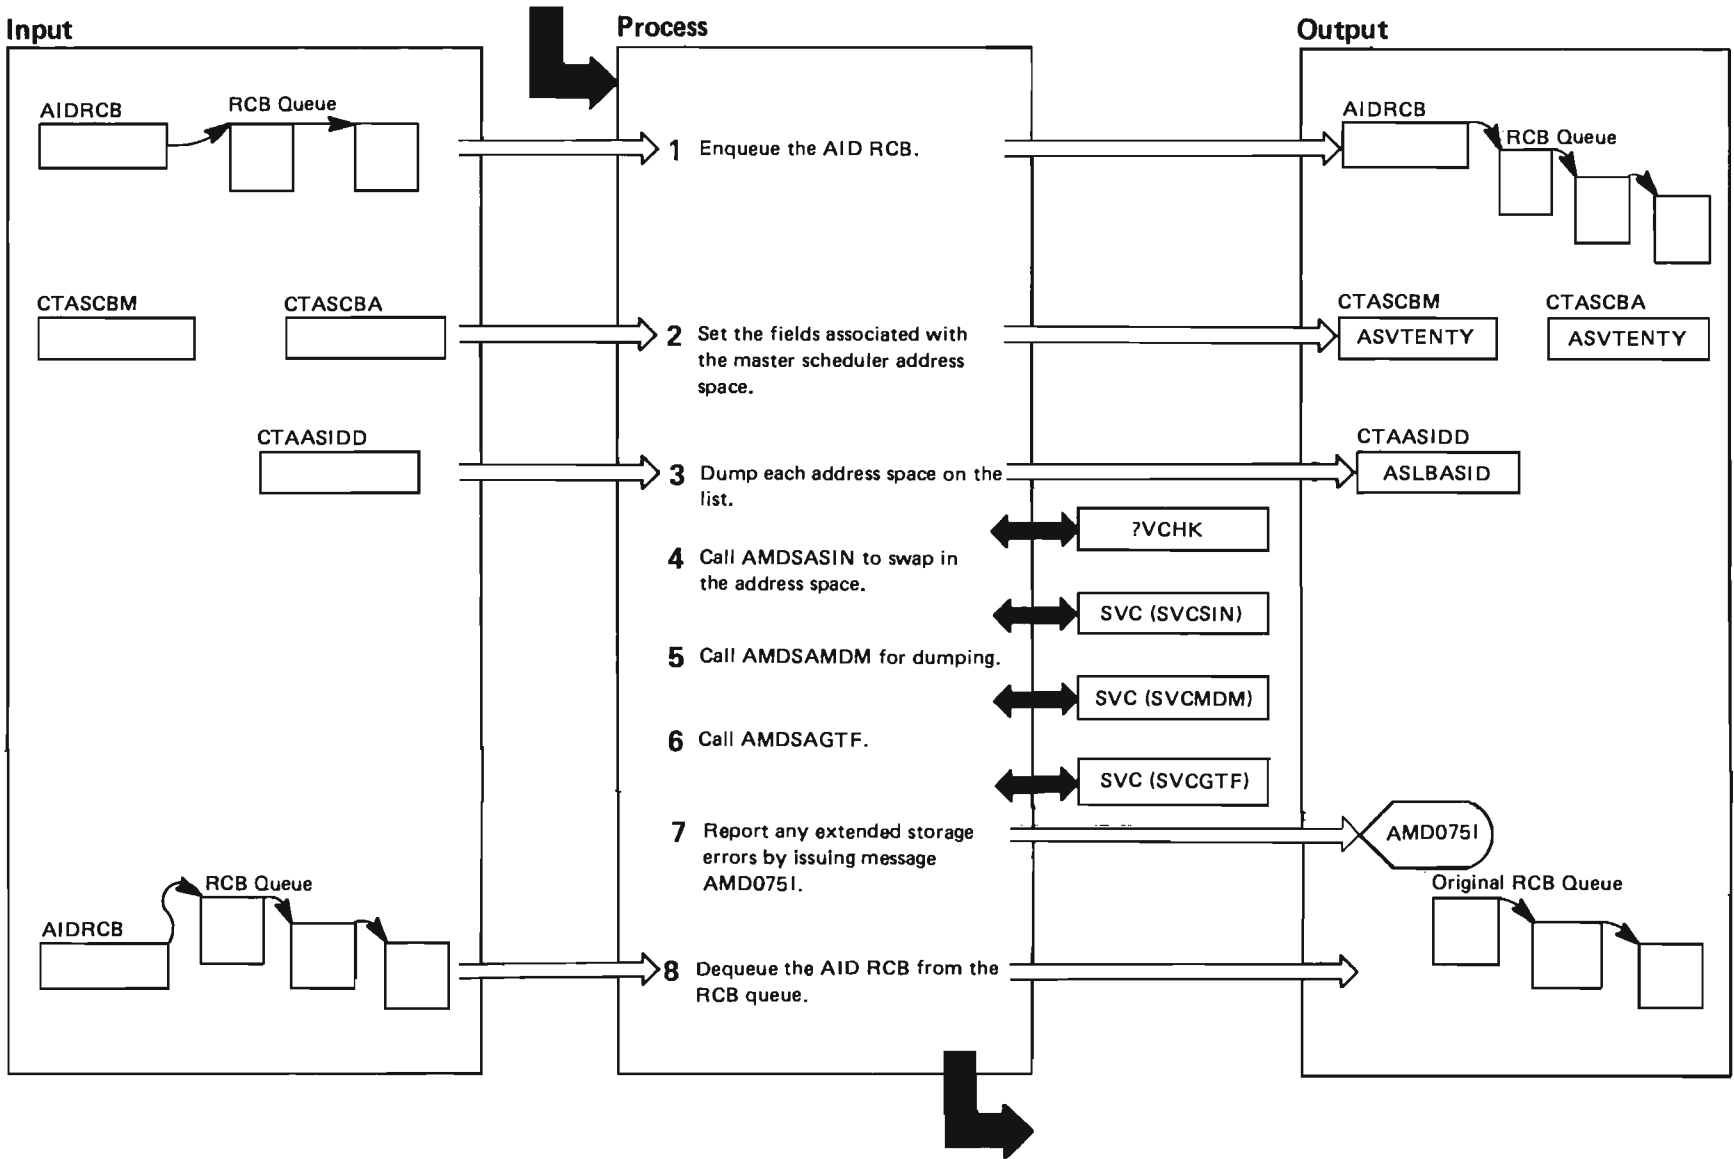 Input
Process
Output
AIDRCB
RCB Queue
1 Enqueue the AID RCB.
AIDRCB
RCB Queue
CTASCBM
CTASCBA
2 Set the fields associated with
the master scheduler address
space.
CTASCBM
CTASCBA
ASVTENTY
ASVTENTY
CTAASIDD
3 Dump each address space on the
list.
CTAASIDD
ASLBASID
?VCHK
4 Call AMDSASIN to swap in
the address space.
SVC (SVCSIN)
5 Call AMDSAMDM for dumping.
SVC (SVCMDM)
6 Call AMDSAGTF.
SVC (SVCGTF)
7 Report any extended storage
errors by issuing message
AMD075I.
AMD075I
RCB Queue
AIDRCB
Original RCB Queue
8 Dequeue the AID RCB from the
RCB queue.